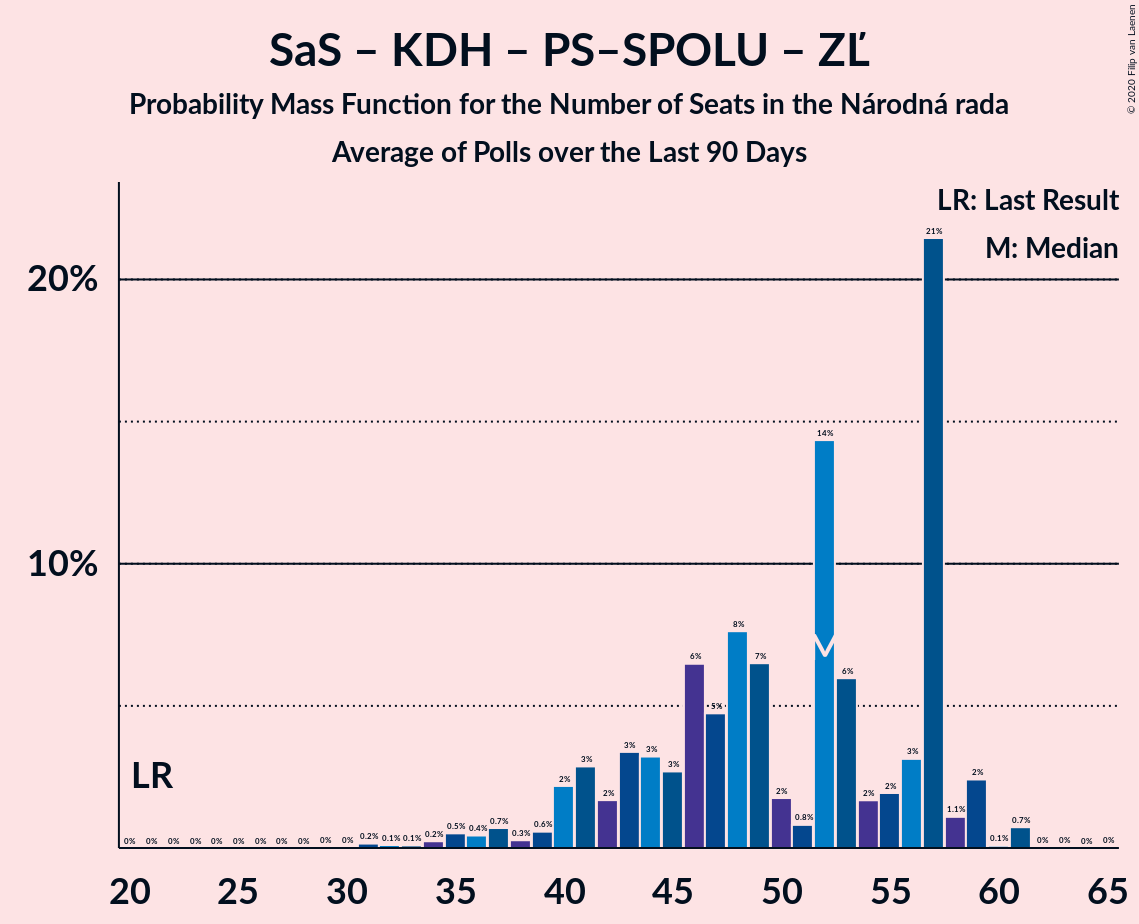 SaS – KDH – PS–SPOLU – ZĽ
Probability Mass Function for the Number of Seats in the Národná rada
Average of Polls over the Last 90 Days
© 2020 Filip van Laenen
LR: Last Result
M: Median
20%
10%
LR
0% 0% 0% 0% 0% 0% 0% 0% 0% 0% 0% 0.2% 0.1% 0.1% 0.2% 0.5% 0.4% 0.7% 0.3% 0.6% 2% 3% 2% 3% 3% 3% 6% 5% 8% 7% 2% 0.8% 14% 6% 2% 2% 3% 21% 1.1% 2% 0.1% 0.7% 0% 0% 0% 0%
20 25 30 35 40 45 50 55 60 65